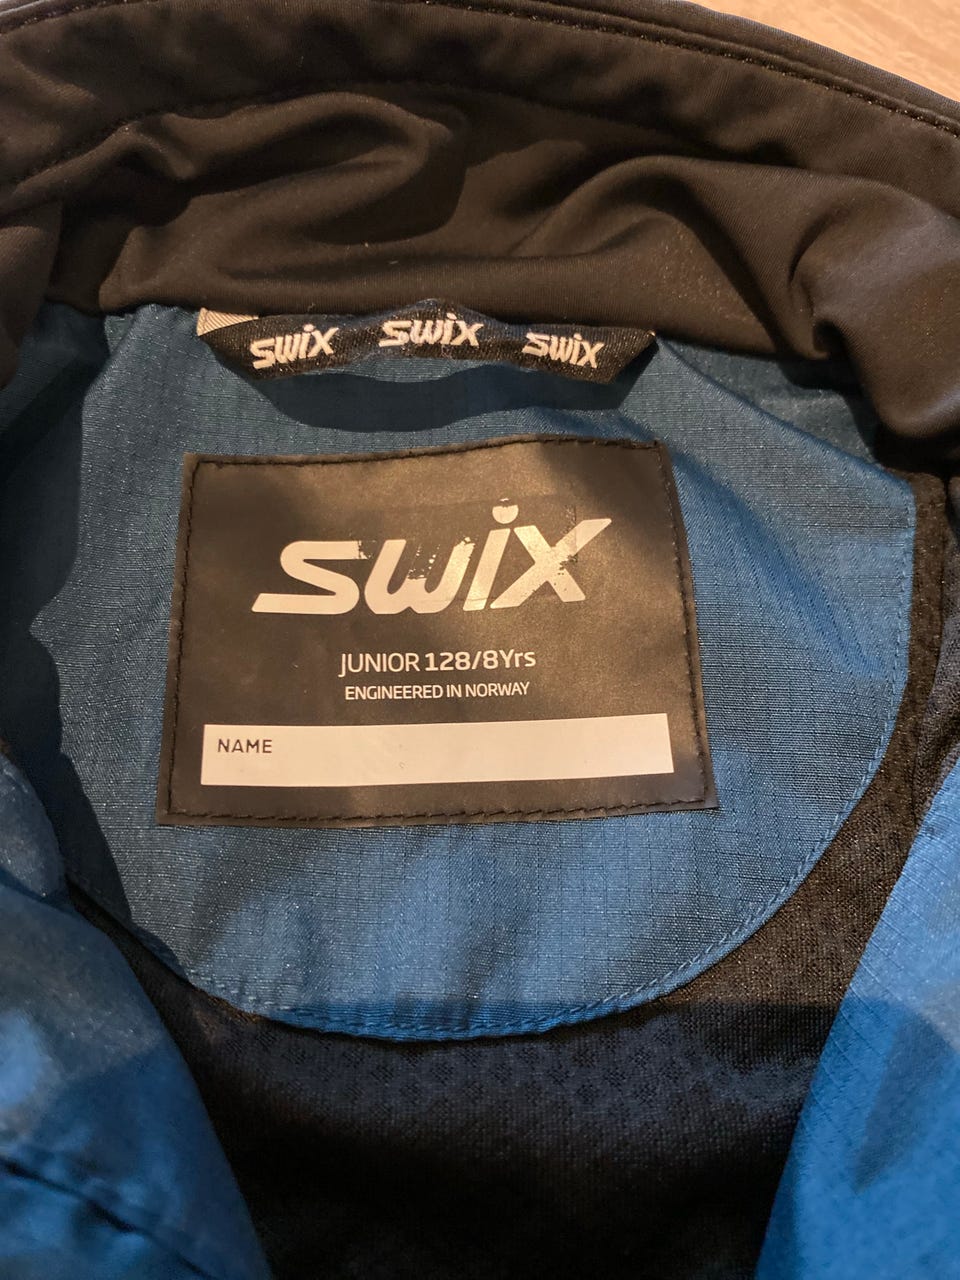 swix swix swix
swix
JUNIOR 128/8Yrs
ENGINEERED IN NORWAY
NAME